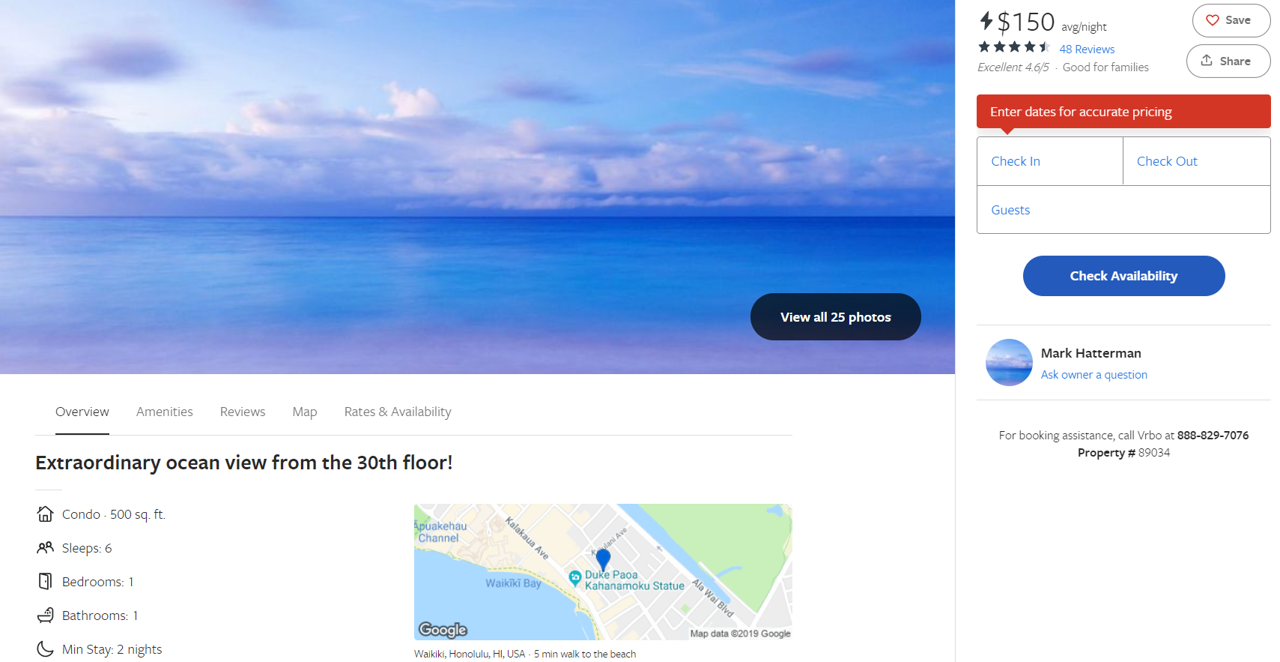 $150 avg/night
Save
48 Reviews
Share
Excellent 4.6/5 · Good for families
Enter dates for accurate pricing
Check In
Check Out
Guests
Check Availability
View all 25 photos
Mark Hatterman
Ask owner a question
For booking assistance, call Vrbo at 888-829-7076
Property # 89034
Overview
Amenities
Reviews
Map
Rates & Availability
Extraordinary ocean view from the 30th floor!
Condo · 500 sq. ft.
Sleeps: 6
Bedrooms: 1
Bathrooms: 1
Min Stay: 2 nights
Āpuakehau
Channel
Kalakaua Ave
Waikīkī Bay
Duke Paoa
Kahanamoku Statue
Ala Wai Blvd
Google
Map data ©2019 Google
Waikiki, Honolulu, HI, USA · 5 min walk to the beach